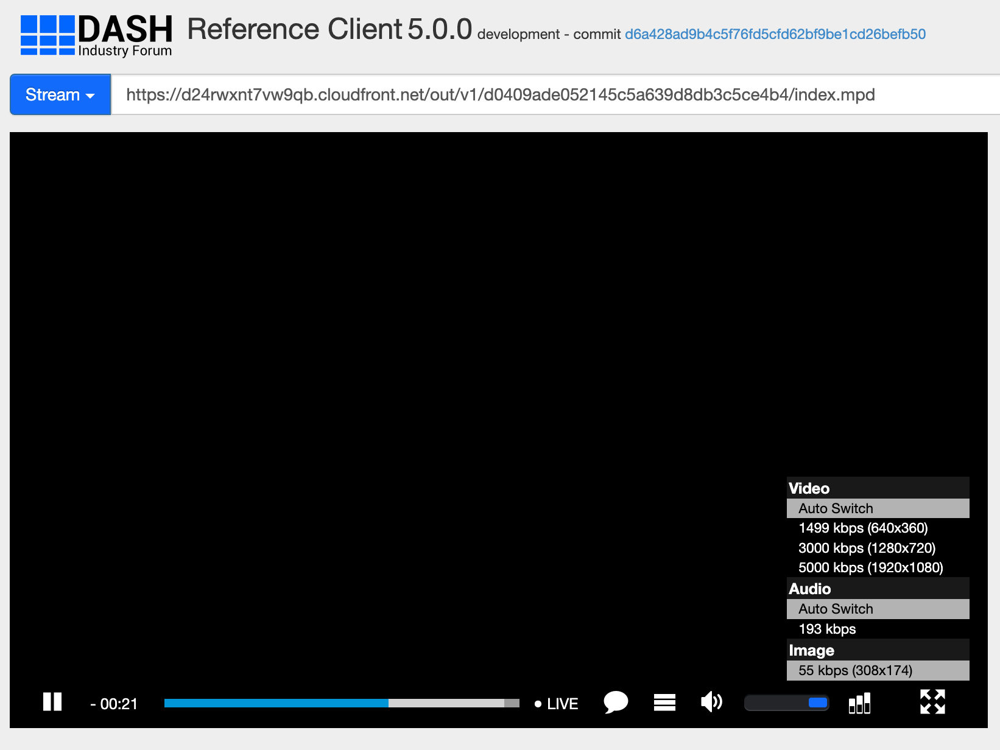 DASH
Industry Forum
Reference Client 5.0.0 development - commit d6a428ad9b4c5f76fd5cfd62bf9be1cd26befb50
Stream
https://d24rwxnt7vw9qb.cloudfront.net/out/v1/d0409ade052145c5a639d8db3c5ce4b4/index.mpd
Video
Auto Switch
1499 kbps (640x360)
3000 kbps (1280x720)
5000 kbps (1920x1080)
Audio
Auto Switch
193 kbps
Image
55 kbps (308x174)
- 00:21
LIVE